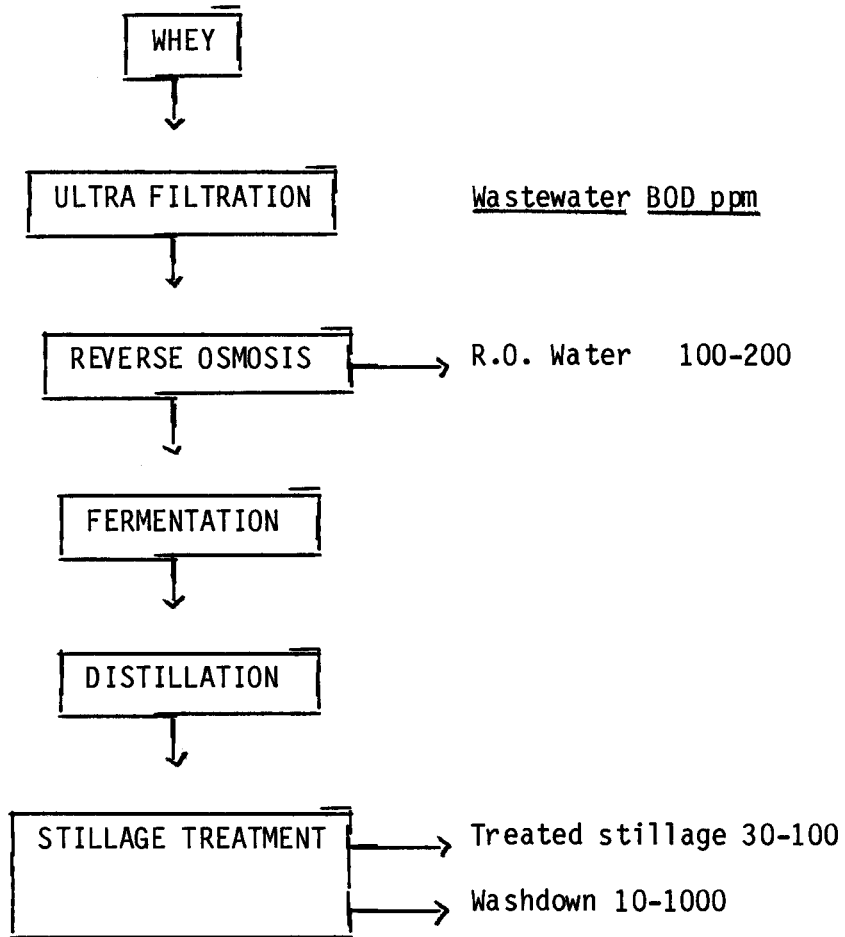 WHEY
ULTRA FILTRATION
Wastewater BOD ppm
REVERSE OSMOSIS
R.O. Water 100-200
FERMENTATION
DISTILLATION
STILLAGE TREATMENT
Treated stillage 30-100
Washdown 10-1000